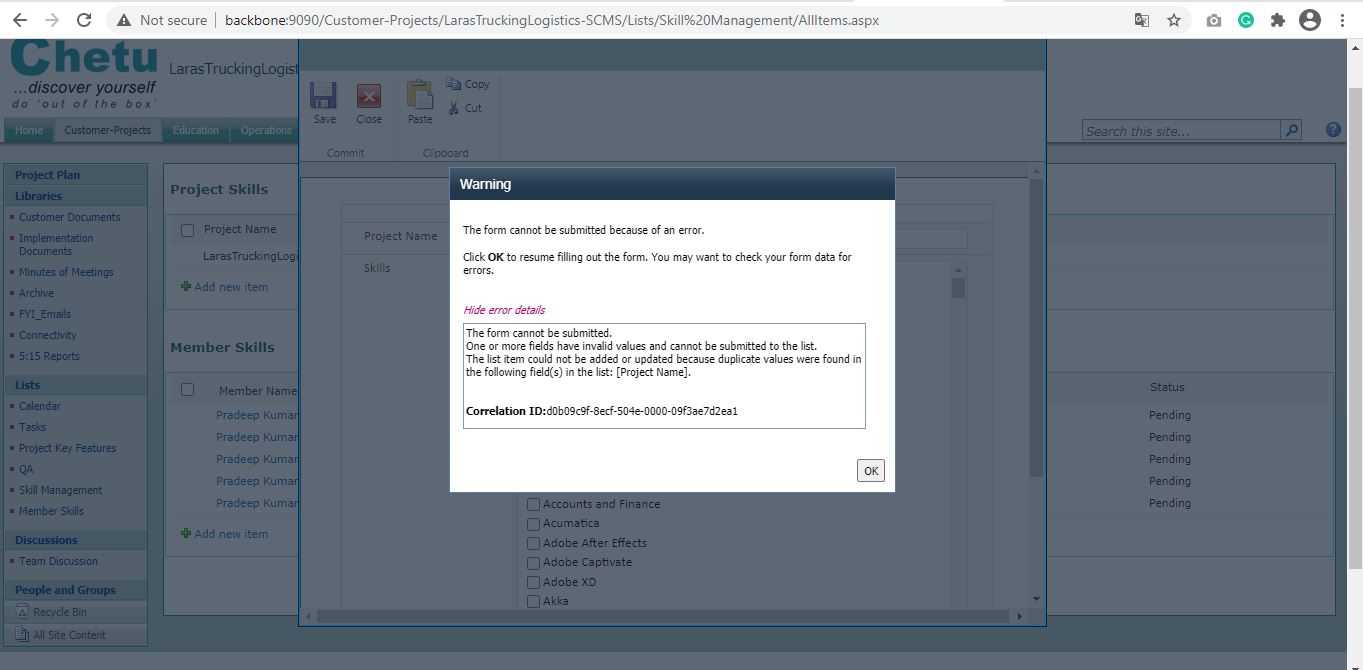 Not secure
backbone:9090/Customer-Projects/LarasTruckingLogistics-SCMS/Lists/Skill%20Management/AllItems.aspx
Chetu
...discover yourself
do 'out of the box'
LarasTruckingLogist
Save
Close
Paste
Copy
Cut
Commit
Clipboard
Home
Customer-Projects
Education
Operations
Search this site...
Project Plan
Libraries
Customer Documents
Implementation
Documents
Minutes of Meetings
Archive
FYI_Emails
Connectivity
5:15 Reports
Lists
Calendar
Tasks
Project Key Features
QA
Skill Management
Member Skills
Discussions
Team Discussion
People and Groups
Recycle Bin
All Site Content
Project Skills
Project Name
LarasTruckingLogi
Add new item
Member Skills
Member Name
Status
Pradeep Kumar
Pending
Pradeep Kumar
Pending
Pradeep Kumar
Pending
Pradeep Kumar
Pending
Pradeep Kumar
Pending
Add new item
Project Name
Skills
Warning
The form cannot be submitted because of an error.
Click OK to resume filling out the form. You may want to check your form data for
errors.
Hide error details
The form cannot be submitted.
One or more fields have invalid values and cannot be submitted to the list.
The list item could not be added or updated because duplicate values were found in
the following field(s) in the list: [Project Name].
Correlation ID:d0b09c9f-8ecf-504e-0000-09f3ae7d2ea1
OK
Accounts and Finance
Acumatica
Adobe After Effects
Adobe Captivate
Adobe XD
Akka